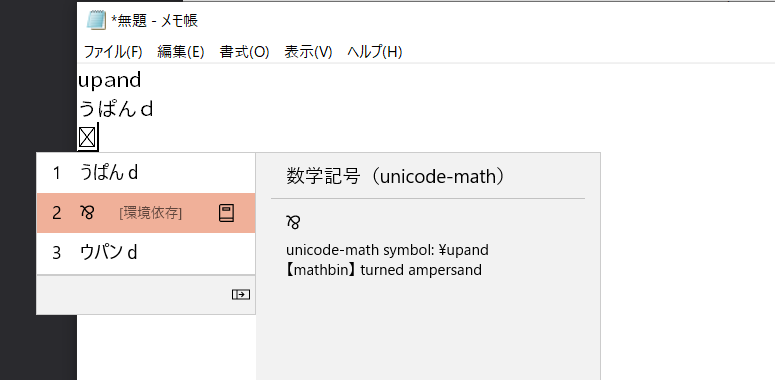 *無題 - メモ帳
ファイル(F) 編集(E) 書式(O) 表示(V) ヘルプ(H)
upand
うぱんｄ
1 うぱんｄ
2 ⅋ [環境依存]
3 ウパンｄ
数学記号（unicode-math）
⅋
unicode-math symbol: ¥upand
【mathbin】 turned ampersand